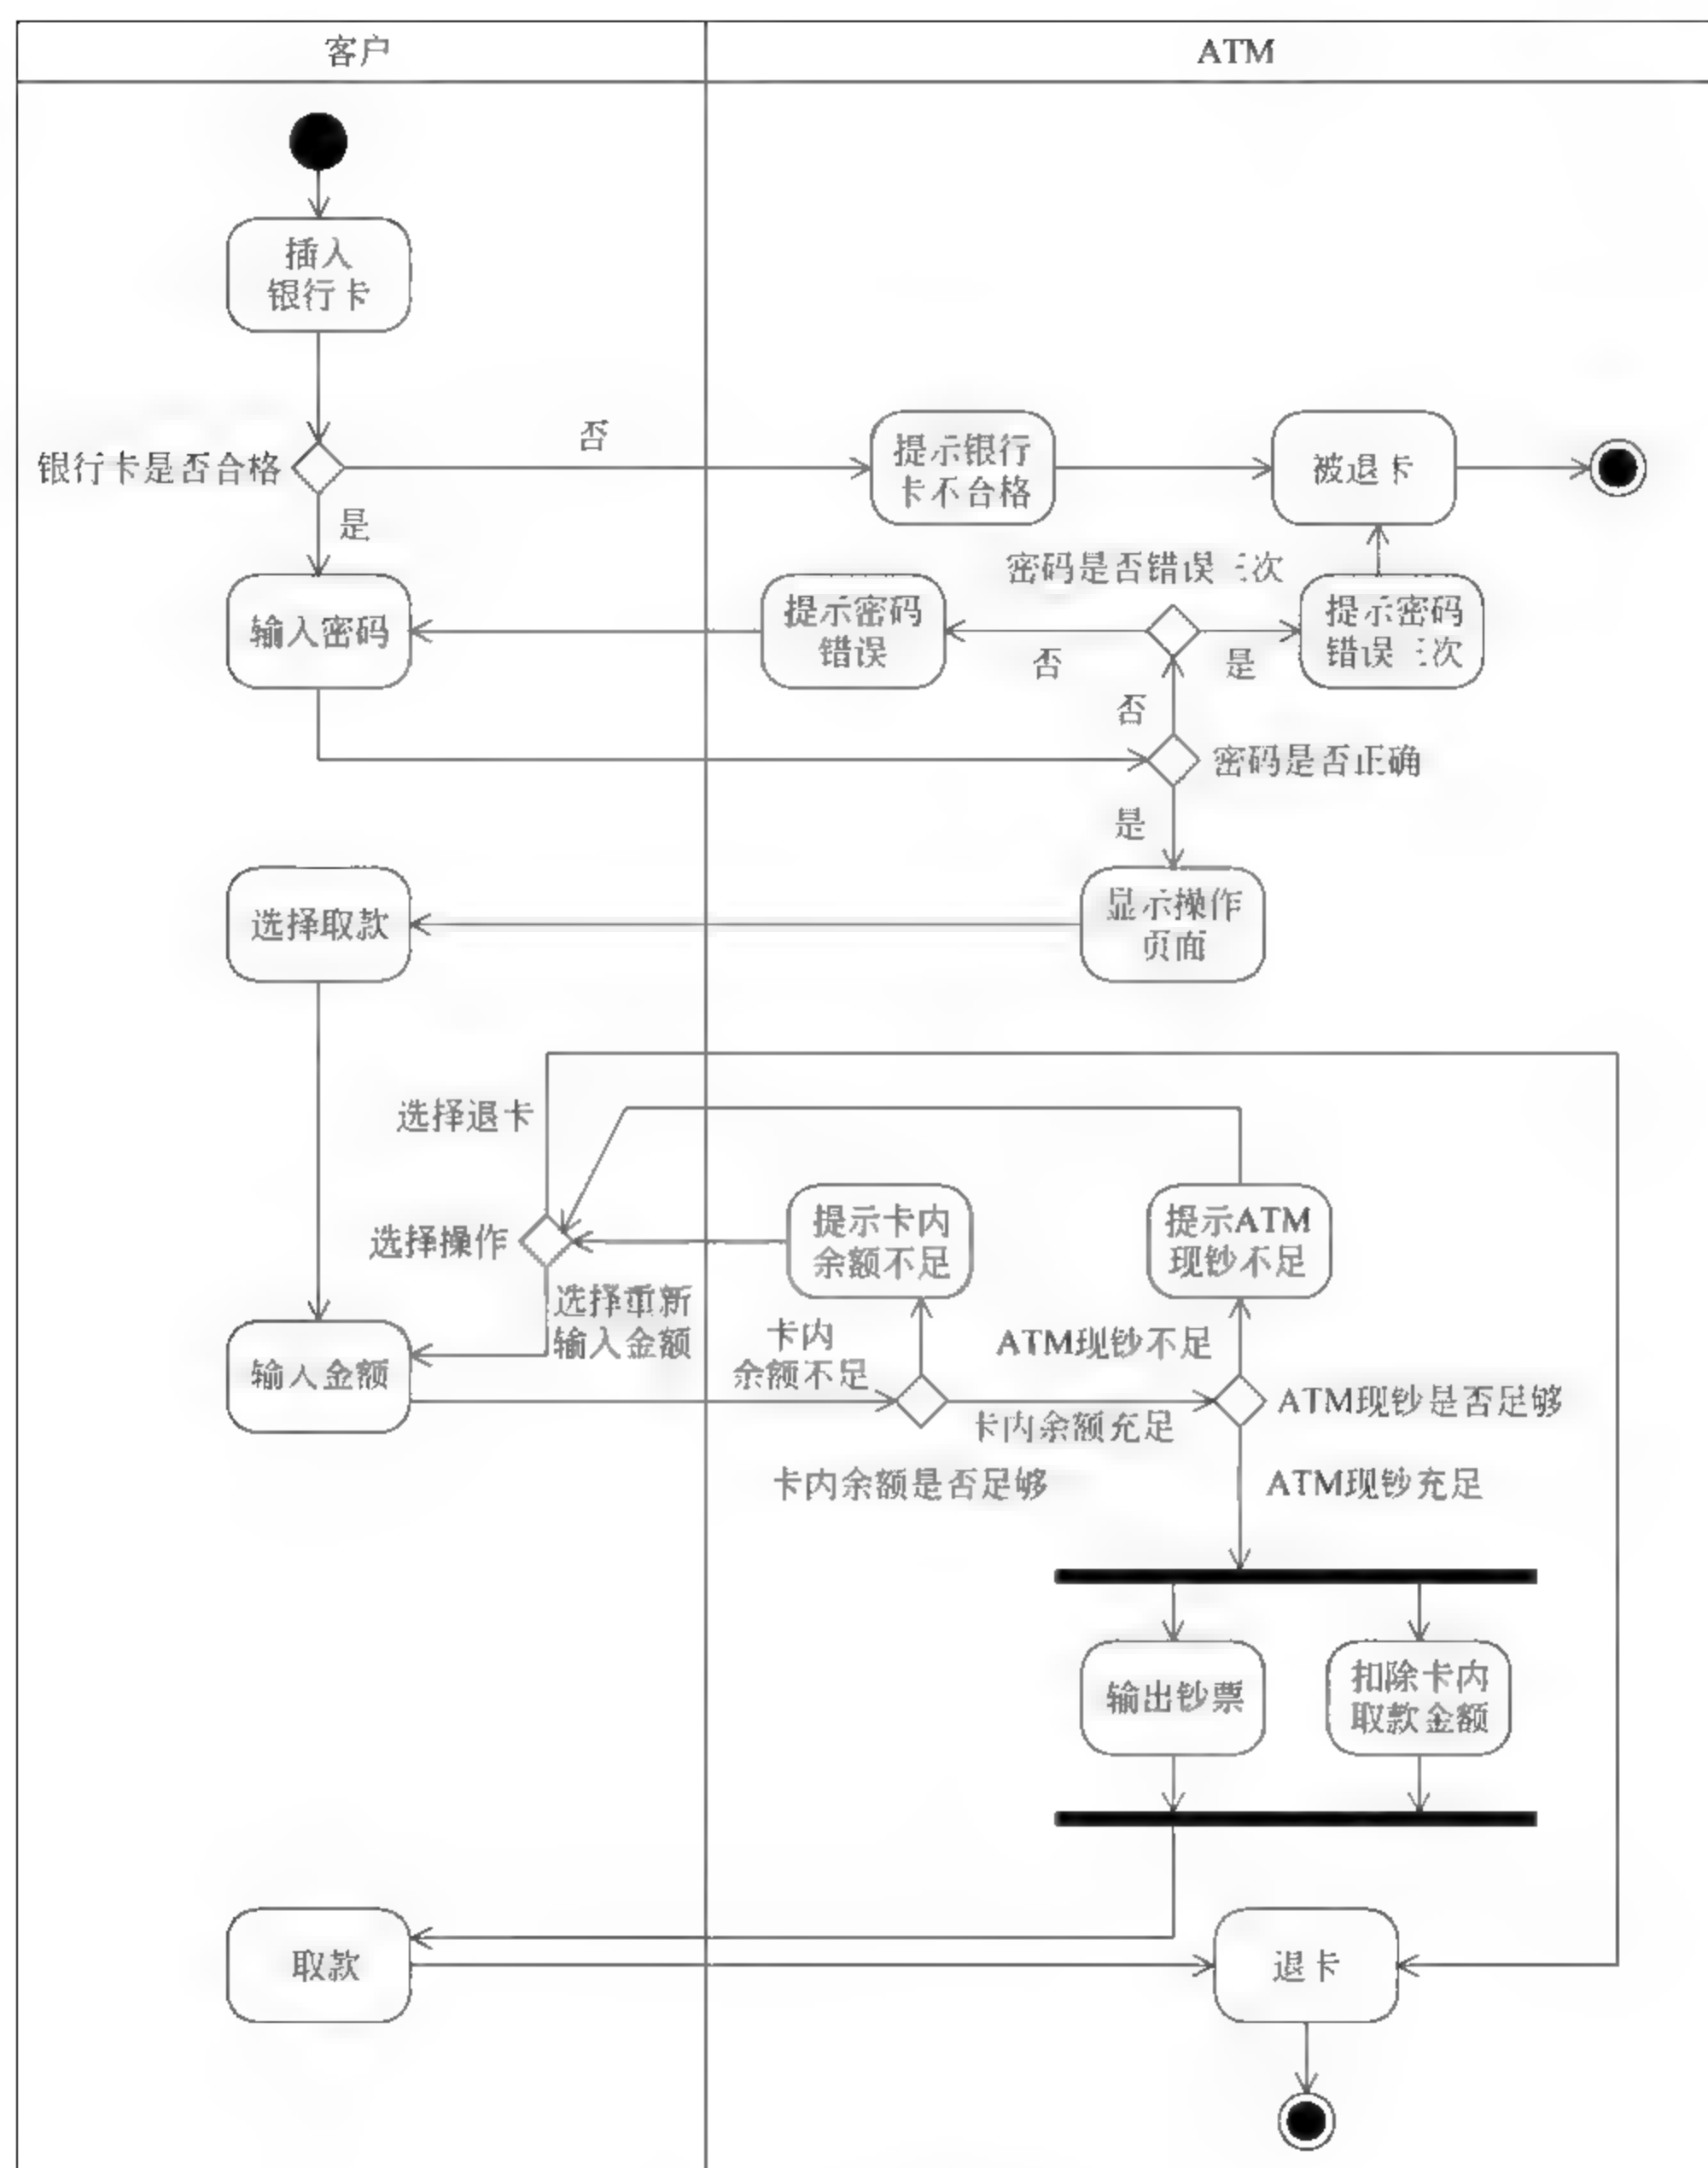 客户
ATM
插入
银行卡
否
银行卡是否合格
提示银行
卡不合格
被退卡
是
密码是否错误三次
输入密码
提示密码
错误
否
是
提示密码
错误三次
否
密码是否正确
是
选择取款
显示操作
页面
选择退卡
选择操作
提示卡内
余额不足
提示ATM
现钞不足
选择重新
输入金额
卡内
余额不足
ATM现钞不足
输入金额
卡内余额充足
ATM现钞是否足够
卡内余额是否足够
ATM现钞充足
输出钞票
扣除卡内
取款金额
取款
退卡